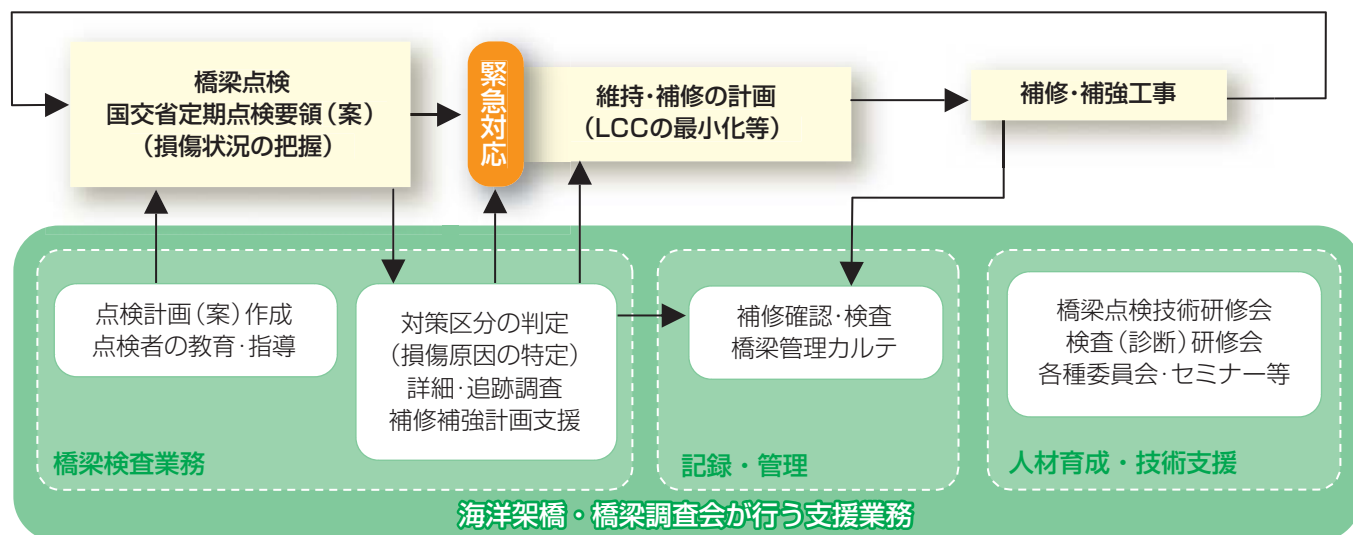 橋梁点検
国交省定期点検要領(案)
(損傷状況の把握)
緊急対応
維持・補修の計画
(LCCの最小化等)
補修・補強工事
点検計画(案)作成
点検者の教育・指導
対策区分の判定
(損傷原因の特定)
詳細・追跡調査
補修補強計画支援
補修確認・検査
橋梁管理カルテ
橋梁点検技術研修会
検査(診断)研修会
各種委員会・セミナー等
橋梁検査業務
記録・管理
人材育成・技術支援
海洋架橋・橋梁調査会が行う支援業務